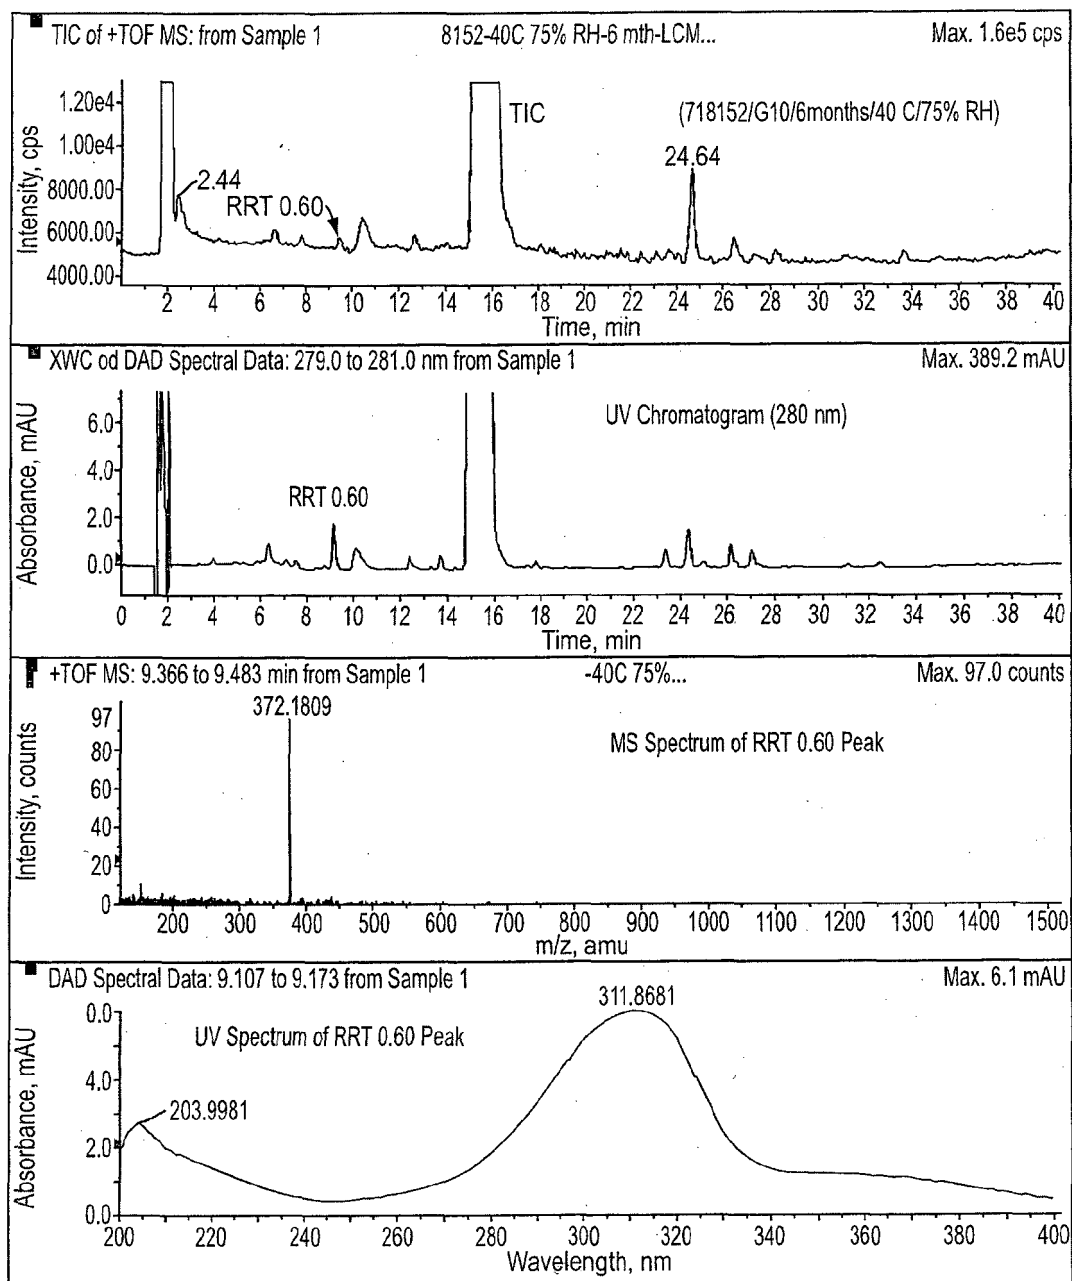 TIC of +TOF MS: from Sample 1 8152-40C 75% RH-6 mth-LCM... Max. 1.6e5 cps
Intensity, cps
1.20e4
1.00e4
8000.00
6000.00
4000.00
2.44
RRT 0.60
TIC
(718152/G10/6months/40 C/75% RH)
24.64
2 4 6 8 10 12 14 16 18 20 22 24 26 28 30 32 34 36 38 40
Time, min
XWC od DAD Spectral Data: 279.0 to 281.0 nm from Sample 1 Max. 389.2 mAU
Absorbance, mAU
6.0
4.0
2.0
0.0
UV Chromatogram (280 nm)
RRT 0.60
0 2 4 6 8 10 12 14 16 18 20 22 24 26 28 30 32 34 36 38 40
Time, min
+TOF MS: 9.366 to 9.483 min from Sample 1 -40C 75%... Max. 97.0 counts
Intensity, counts
97
80
60
40
20
0
372.1809
MS Spectrum of RRT 0.60 Peak
200 300 400 500 600 700 800 900 1000 1100 1200 1300 1400 1500
m/z, amu
DAD Spectral Data: 9.107 to 9.173 from Sample 1 Max. 6.1 mAU
Absorbance, mAU
0.0
4.0
2.0
0.0
311.8681
UV Spectrum of RRT 0.60 Peak
203.9981
200 220 240 260 280 300 320 340 360 380 400
Wavelength, nm